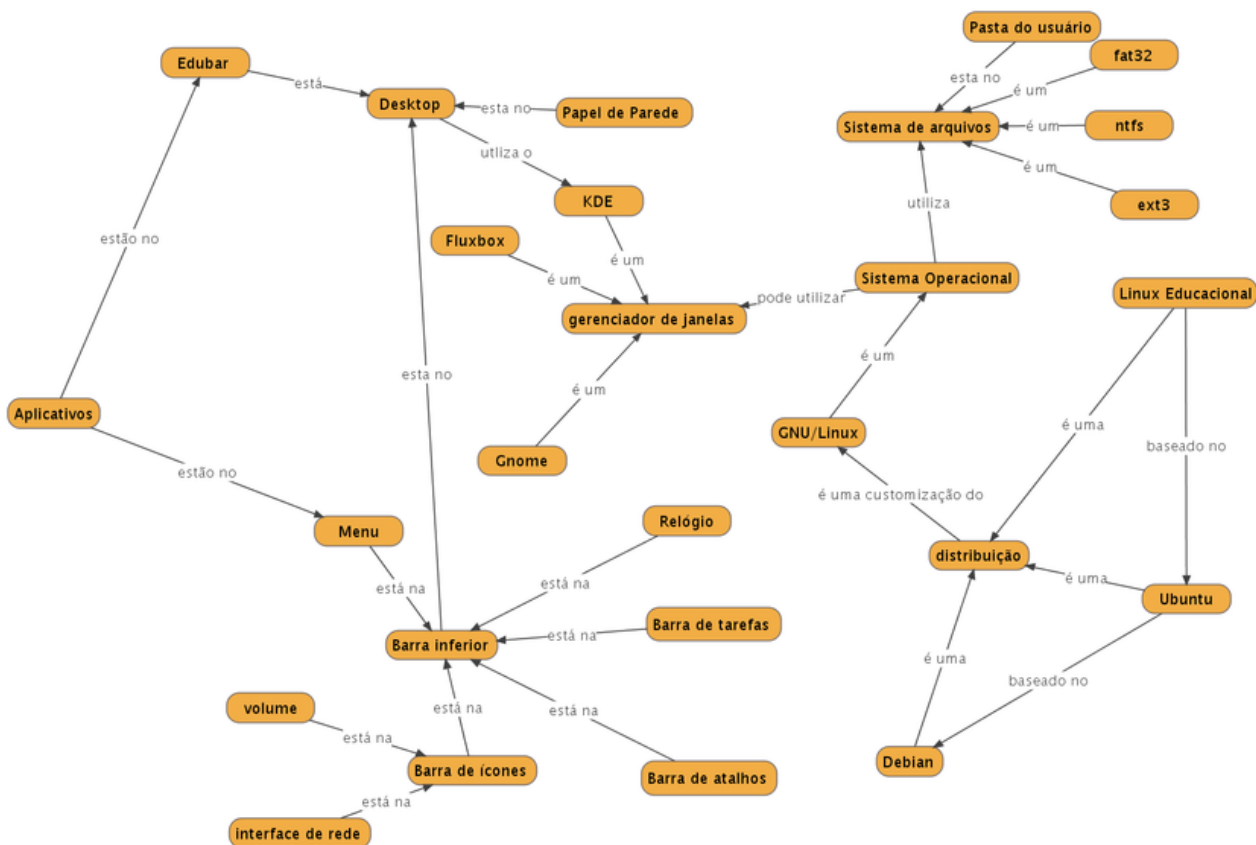 Pasta do usuário
Edubar
fat32
está
esta no
é um
Desktop
esta no
Papel de Parede
Sistema de arquivos
é um
ntfs
utliza o
é um
KDE
utiliza
ext3
estão no
Fluxbox
é um
é um
Sistema Operacional
Linux Educacional
pode utilizar
gerenciador de janelas
é um
esta no
é um
Aplicativos
GNU/Linux
é uma
baseado no
Gnome
estão no
é uma customização do
Menu
Relógio
distribuição
está na
está na
é uma
Ubuntu
Barra de tarefas
está na
Barra inferior
é uma
baseado no
volume
está na
está na
está na
Debian
Barra de ícones
Barra de atalhos
está na
interface de rede